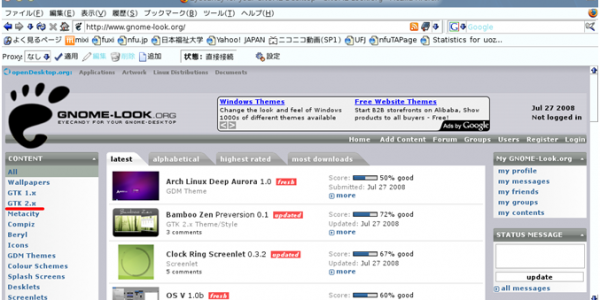 ファイル(F) 編集(E) 表示(V) 履歴(S) ブックマーク(B) ツール(T) ヘルプ(H)
http://www.gnome-look.org/
Google
よく見るページ mixi fuxi nfu.jp 日本福祉大学 Yahoo! JAPAN ニコニコ動画(SP1) UFJ nfuTAPage Statistics for uoz...
Proxy: なし 適用 編集 削除 追加 状態: 直接接続 設定
openDesktop.org: Applications Artwork Linux Distributions Documents
GNOME-LOOK.ORG
EYECANDY FOR YOUR GNOME-DESKTOP
Windows Themes
Change the look and feel of Windows
1000s of different themes available
Free Website Themes
Start B2B storefronts on Alibaba, Show
products to all buyers - Free!
Ads by Google
Jul 27 2008
Not logged in
Home Add Content Forum Groups Users Register Login
CONTENT
All
Wallpapers
GTK 1.x
GTK 2.x
Metacity
Compiz
Beryl
Icons
GDM Themes
Colour Schemes
Splash Screens
Desklets
Screenlets
latest alphabetical highest rated most downloads
Arch Linux Deep Aurora 1.0 fresh
GDM Theme
Score: 50% good
Submitted: Jul 27 2008
more
Bamboo Zen Preversion 0.1 updated
GTK 2.x Theme/Style
3 comments
Score: 72% good
Updated: Jul 27 2008
more
Clock Ring Screenlet 0.3.2 updated
Screenlet
5 comments
Score: 67% good
Updated: Jul 27 2008
more
OS V 1.0b fresh
Score: 60% good
My GNOME-Look.org
my profile
my messages
my friends
my groups
my contents
STATUS MESSAGE
update
all messages